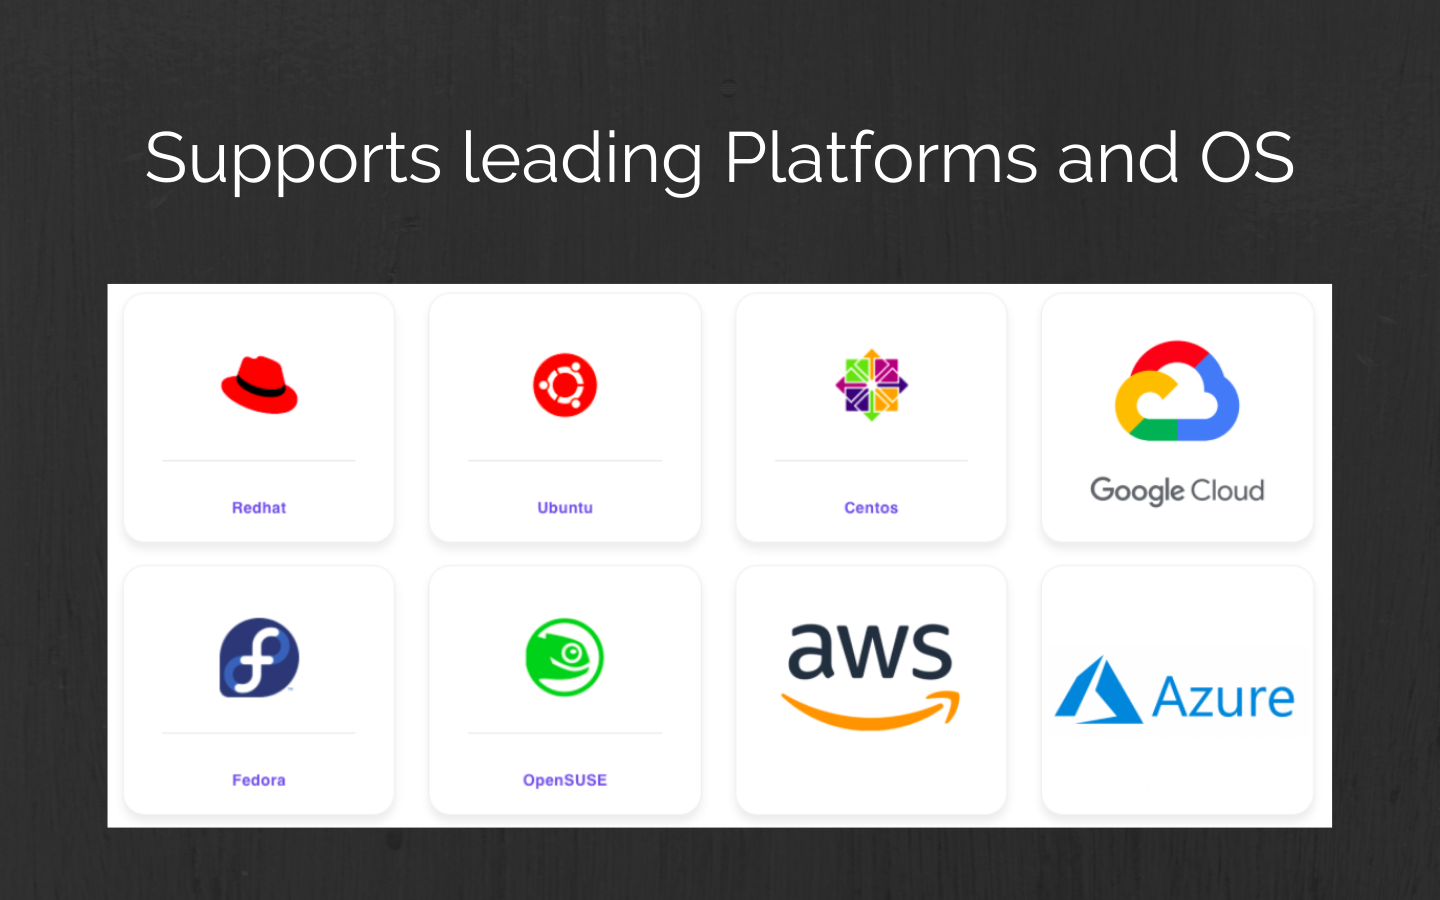 Supports leading Platforms and OS
Redhat
Ubuntu
Centos
Google Cloud
Fedora
OpenSUSE
aws
Azure